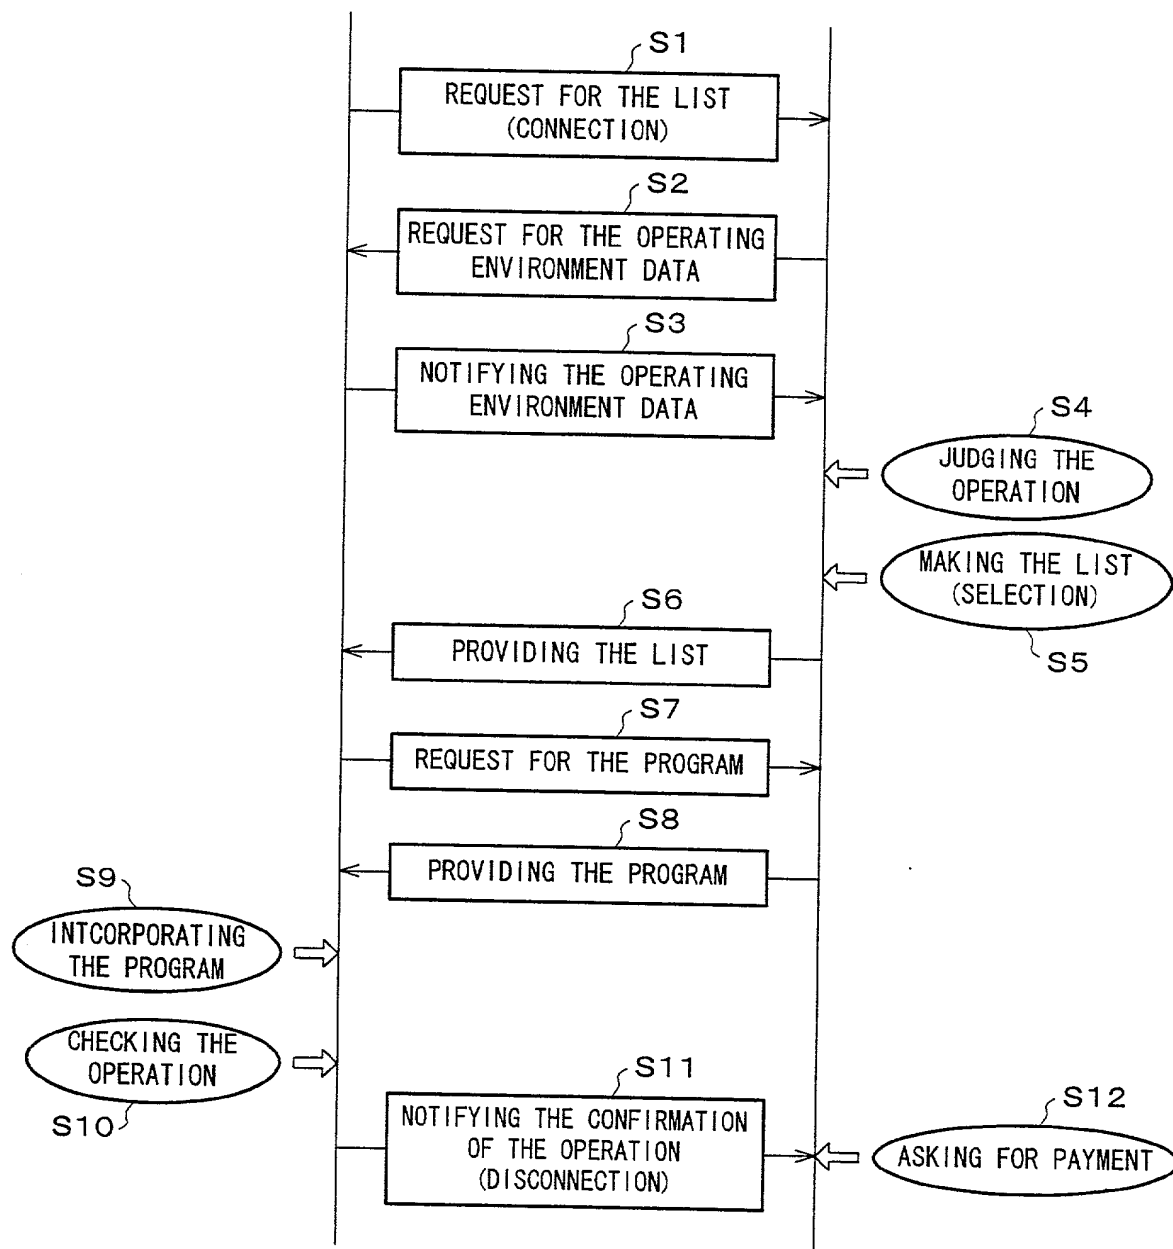 S1
REQUEST FOR THE LIST
(CONNECTION)
S2
REQUEST FOR THE OPERATING
ENVIRONMENT DATA
S3
NOTIFYING THE OPERATING
ENVIRONMENT DATA
S4
JUDGING THE
OPERATION
MAKING THE LIST
(SELECTION)
S5
S6
PROVIDING THE LIST
S7
REQUEST FOR THE PROGRAM
S8
PROVIDING THE PROGRAM
S9
INTCORPORATING
THE PROGRAM
CHECKING THE
OPERATION
S10
S11
NOTIFYING THE CONFIRMATION
OF THE OPERATION
(DISCONNECTION)
S12
ASKING FOR PAYMENT